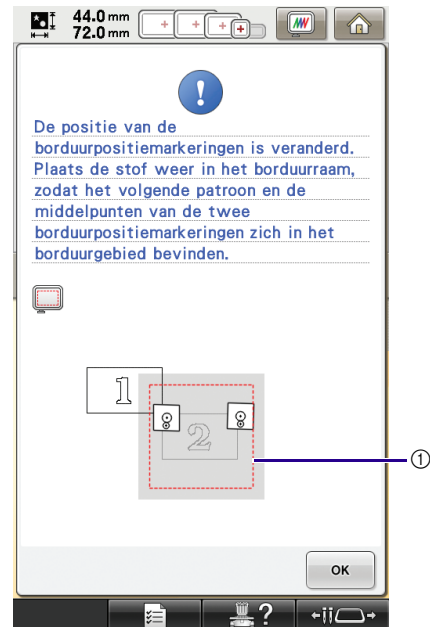 44.0 mm
72.0 mm
De positie van de
borduurpositiemarkeringen is veranderd.
Plaats de stof weer in het borduurraam,
zodat het volgende patroon en de
middelpunten van de twee
borduurpositiemarkeringen zich in het
borduurgebied bevinden.
1
2
①
OK
?